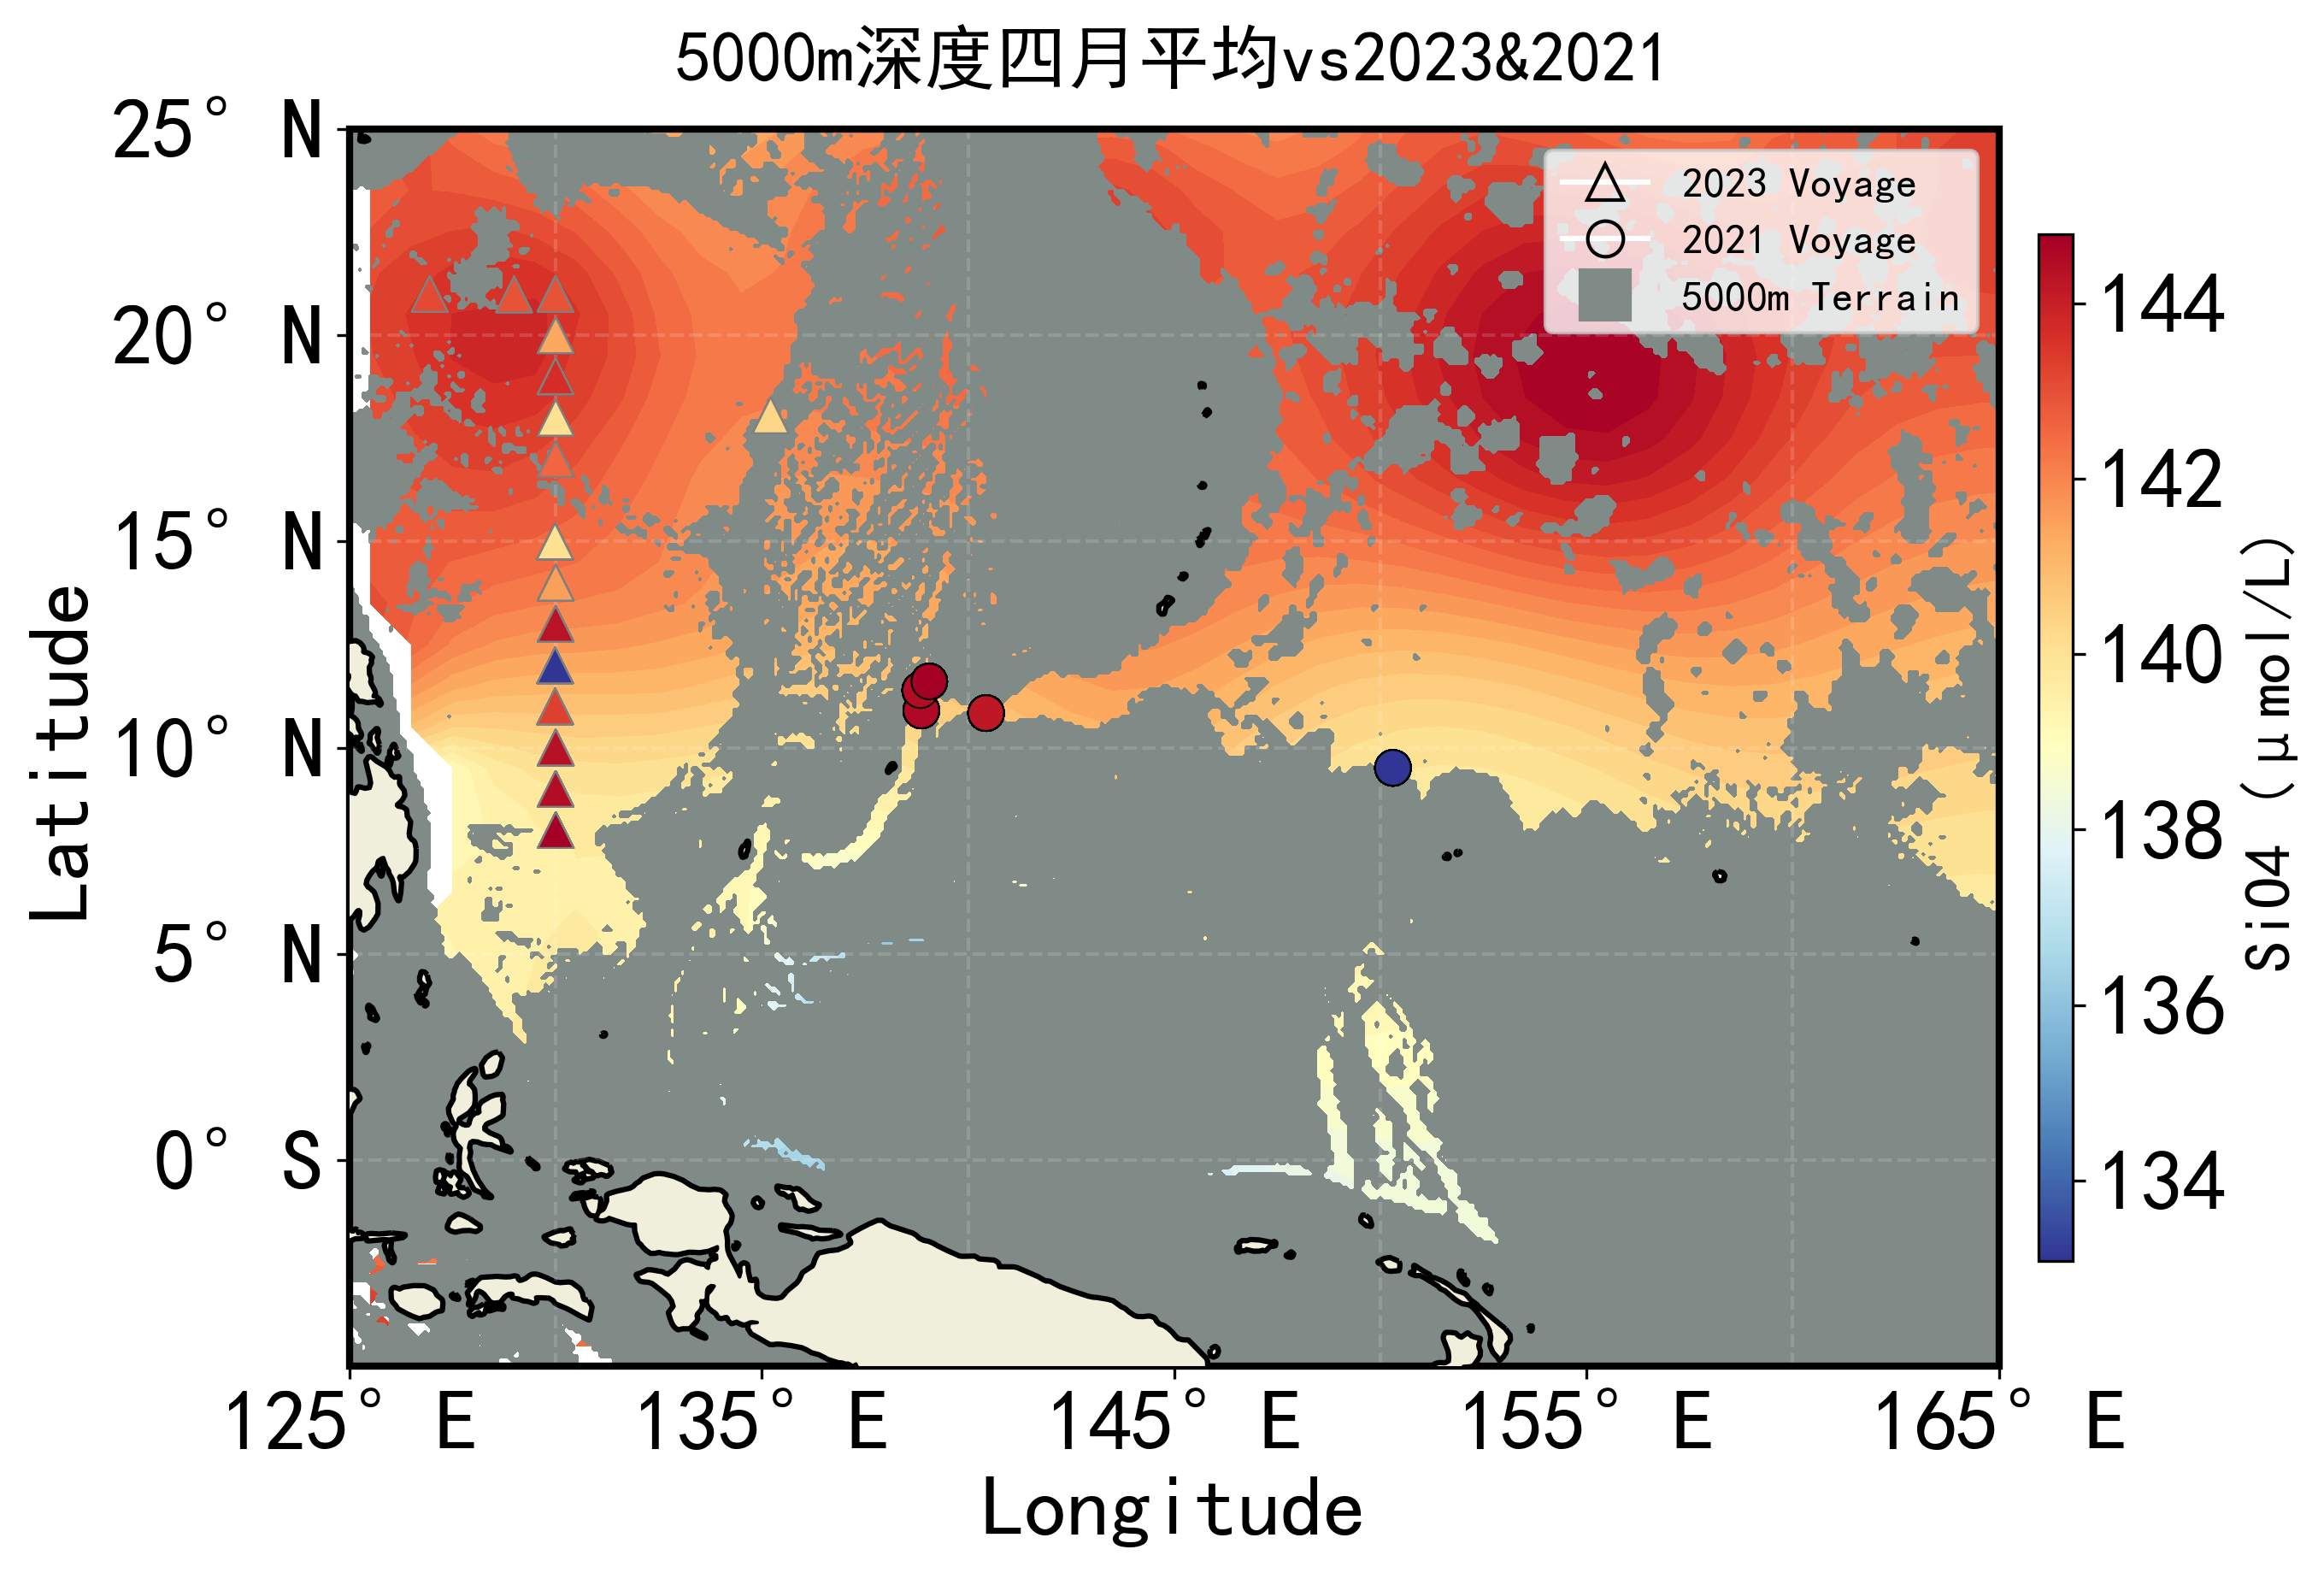 5000m深度四月平均vs2023&2021
25° N
20° N
15° N
10° N
5° N
0° S
Latitude
125° E
135° E
145° E
155° E
165° E
Longitude
2023 Voyage
2021 Voyage
5000m Terrain
144
142
140
138
136
134
SiO4 (μmol/L)